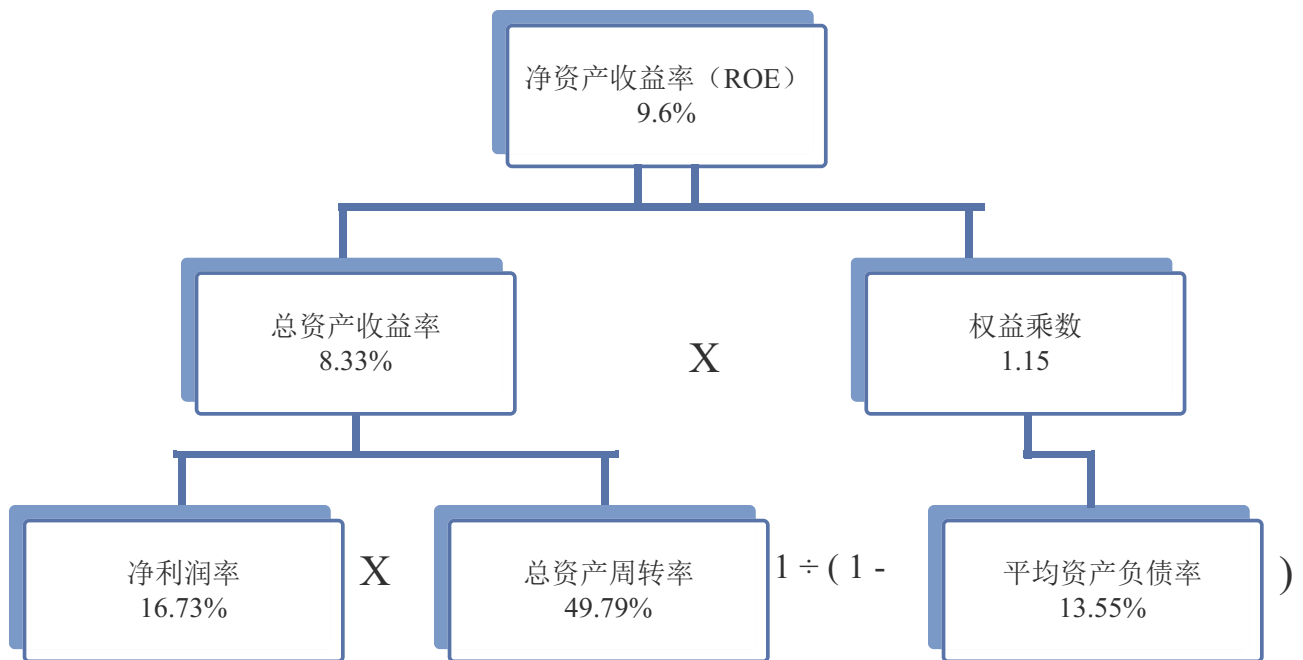 净资产收益率（ROE）
9.6%
总资产收益率
8.33%
X
权益乘数
1.15
净利润率
16.73%
X
总资产周转率
49.79%
1 ÷ ( 1 -
平均资产负债率
13.55%
)